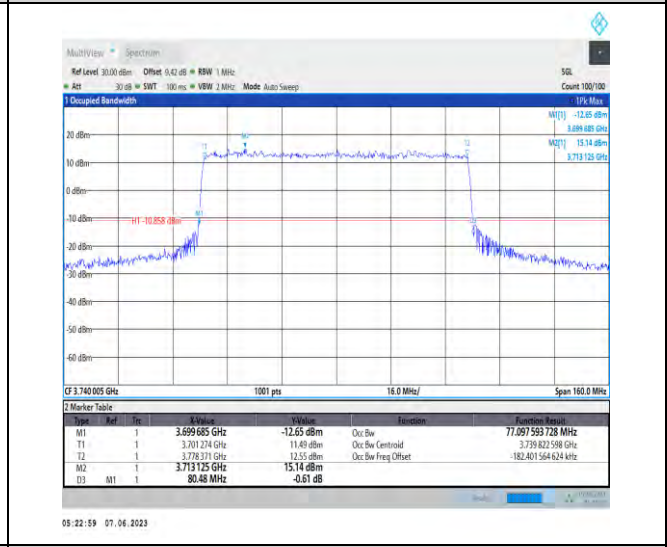 MultiView Spectrum
Ref Level 30.00 dBm Offset 9.42 dB RBW 1 MHz SGL
Att 30 dB SWT 100 ms VBW 2 MHz Mode Auto Sweep Count 100/100
1 Occupied Bandwidth 1Pk Max
M1[1] -12.65 dBm
3.699 685 GHz
M2[1] 15.14 dBm
3.713 125 GHz
20 dBm
T1 M2 T2
10 dBm
0 dBm
M1
-10 dBm
H1 -10.858 dBm
-20 dBm
-30 dBm
-40 dBm
-50 dBm
-60 dBm
CF 3.740 005 GHz 1001 pts 16.0 MHz/ Span 160.0 MHz
2 Marker Table
Type Ref Trc X-Value Y-Value Function Function Result
M1 1 3.699 685 GHz -12.65 dBm Occ Bw 77.097 593 728 MHz
T1 1 3.701 274 GHz 11.49 dBm Occ Bw Centroid 3.739 822 598 GHz
T2 1 3.778 371 GHz 12.55 dBm Occ Bw Freq Offset -182.401 564 624 kHz
M2 1 3.713 125 GHz 15.14 dBm
D3 M1 1 80.48 MHz -0.61 dB
05:22:59 07.06.2023